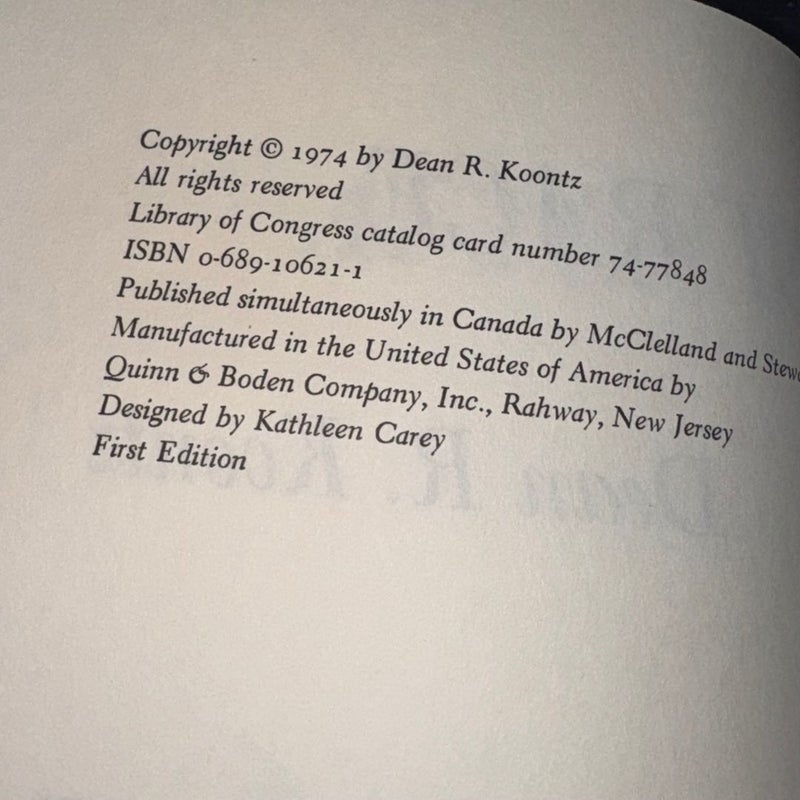 Copyright © 1974 by Dean R. Koontz
All rights reserved
Library of Congress catalog card number 74-77848
ISBN 0-689-10621-1
Published simultaneously in Canada by McClelland and
Manufactured in the United States of America by
Quinn & Boden Company, Inc., Rahway, New Jersey
Designed by Kathleen Carey
First Edition